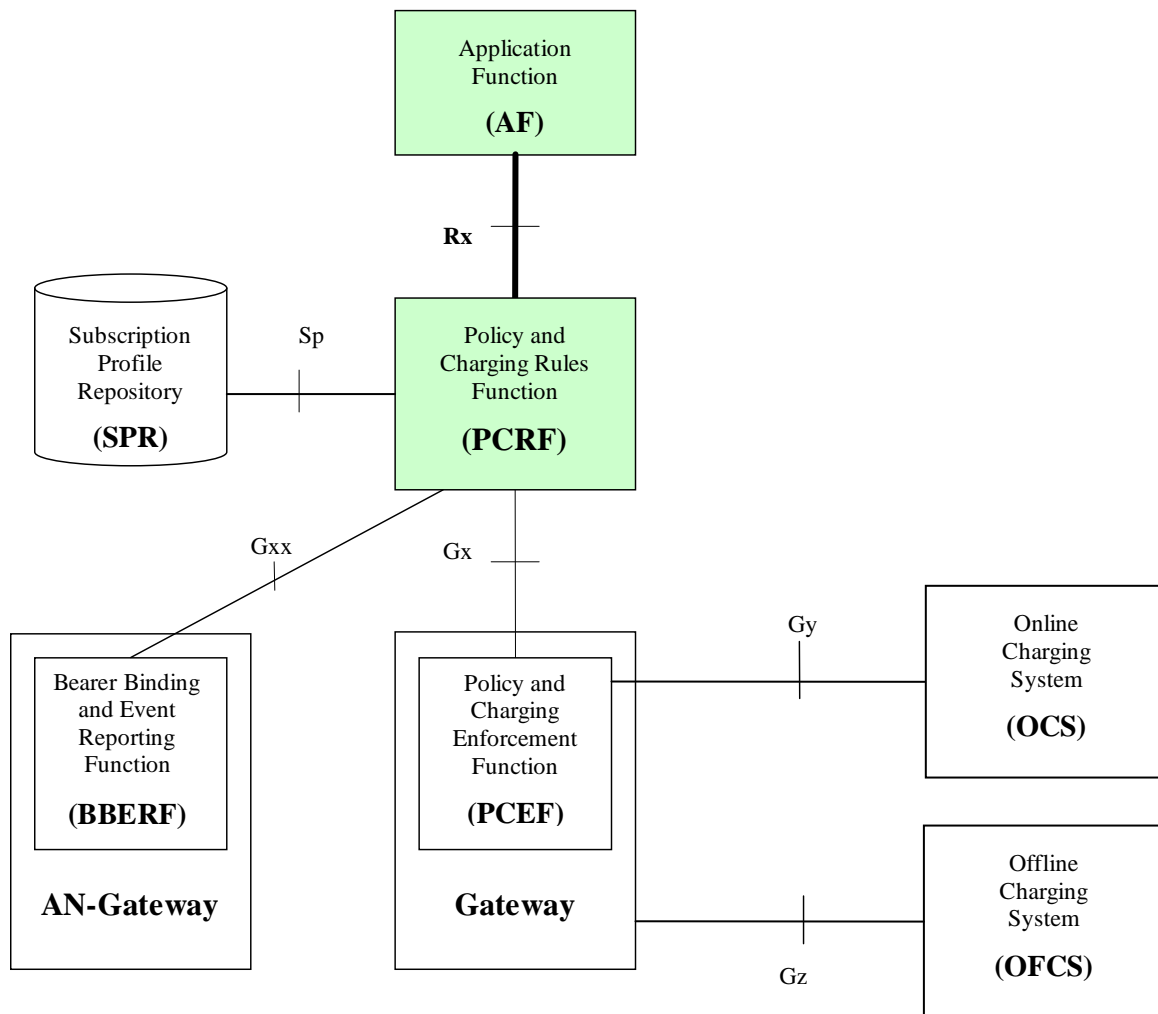 Application
Function
(AF)
Rx
Subscription
Profile
Repository
(SPR)
Sp
Policy and
Charging Rules
Function
(PCRF)
Gxx
Gx
Bearer Binding
and Event
Reporting
Function
(BBERF)
AN-Gateway
Policy and
Charging
Enforcement
Function
(PCEF)
Gateway
Gy
Online
Charging
System
(OCS)
Gz
Offline
Charging
System
(OFCS)